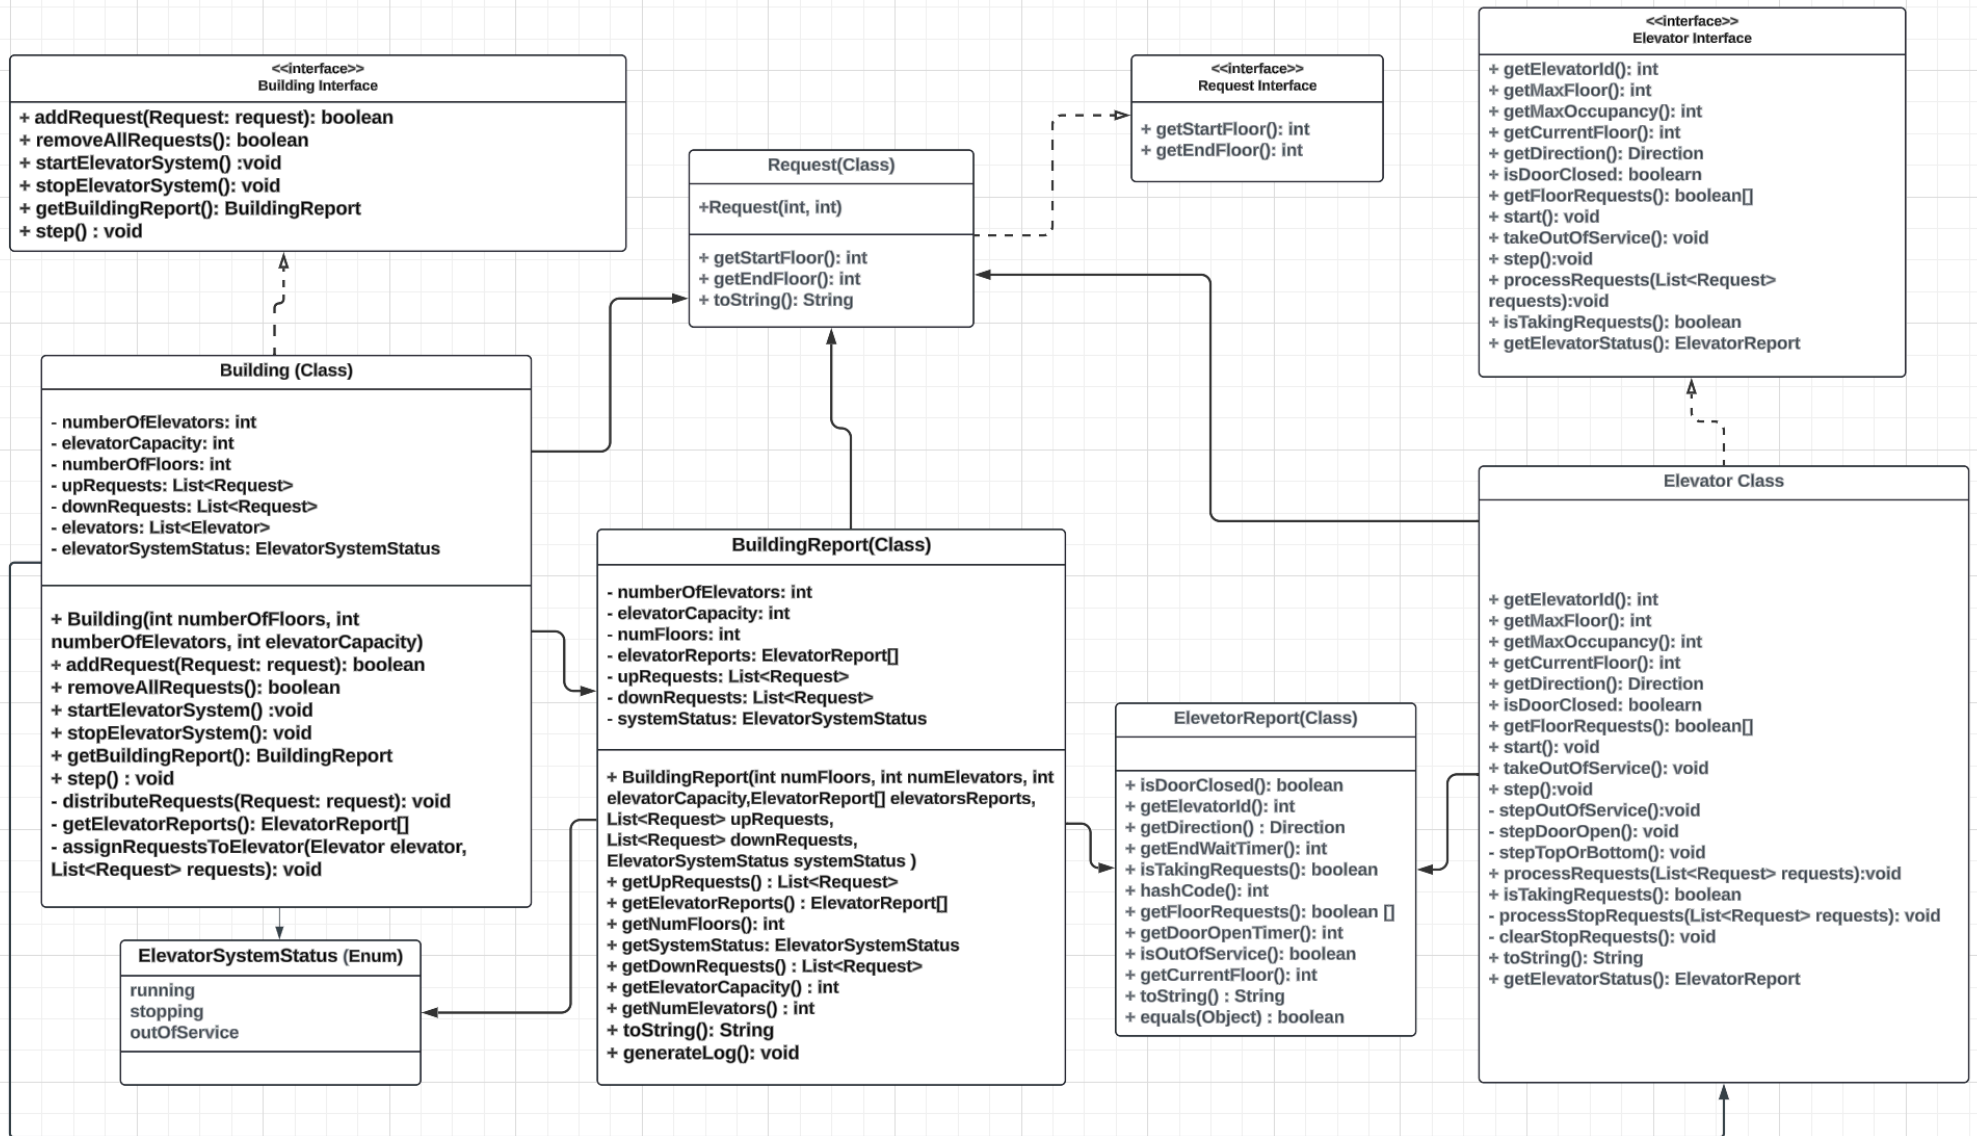 <<interface>>
Building Interface
+ addRequest(Request: request): boolean
+ removeAllRequests(): boolean
+ startElevatorSystem() :void
+ stopElevatorSystem(): void
+ getBuildingReport(): BuildingReport
+ step() : void
<<interface>>
Request Interface
+ getStartFloor(): int
+ getEndFloor(): int
<<interface>>
Elevator Interface
+ getElevatorId(): int
+ getMaxFloor(): int
+ getMaxOccupancy(): int
+ getCurrentFloor(): int
+ getDirection(): Direction
+ isDoorClosed: boolearn
+ getFloorRequests(): boolean[]
+ start(): void
+ takeOutOfService(): void
+ step():void
+ processRequests(List<Request>
requests):void
+ isTakingRequests(): boolean
+ getElevatorStatus(): ElevatorReport
Request(Class)
+Request(int, int)
+ getStartFloor(): int
+ getEndFloor(): int
+ toString(): String
Building (Class)
- numberOfElevators: int
- elevatorCapacity: int
- numberOfFloors: int
- upRequests: List<Request>
- downRequests: List<Request>
- elevators: List<Elevator>
- elevatorSystemStatus: ElevatorSystemStatus
+ Building(int numberOfFloors, int
numberOfElevators, int elevatorCapacity)
+ addRequest(Request: request): boolean
+ removeAllRequests(): boolean
+ startElevatorSystem() :void
+ stopElevatorSystem(): void
+ getBuildingReport(): BuildingReport
+ step() : void
- distributeRequests(Request: request): void
- getElevatorReports(): ElevatorReport[]
- assignRequestsToElevator(Elevator elevator,
List<Request> requests): void
ElevatorSystemStatus (Enum)
running
stopping
outOfService
BuildingReport(Class)
- numberOfElevators: int
- elevatorCapacity: int
- numFloors: int
- elevatorReports: ElevatorReport[]
- upRequests: List<Request>
- downRequests: List<Request>
- systemStatus: ElevatorSystemStatus
+ BuildingReport(int numFloors, int numElevators, int
elevatorCapacity,ElevatorReport[] elevatorsReports,
List<Request> upRequests,
List<Request> downRequests,
ElevatorSystemStatus systemStatus )
+ getUpRequests() : List<Request>
+ getElevatorReports() : ElevatorReport[]
+ getNumFloors(): int
+ getSystemStatus: ElevatorSystemStatus
+ getDownRequests() : List<Request>
+ getElevatorCapacity() : int
+ getNumElevators() : int
+ toString(): String
+ generateLog(): void
ElevetorReport(Class)
+ isDoorClosed(): boolean
+ getElevatorId(): int
+ getDirection() : Direction
+ getEndWaitTimer(): int
+ isTakingRequests(): boolean
+ hashCode(): int
+ getFloorRequests(): boolean []
+ getDoorOpenTimer(): int
+ isOutOfService(): boolean
+ getCurrentFloor(): int
+ toString() : String
+ equals(Object) : boolean
Elevator Class
+ getElevatorId(): int
+ getMaxFloor(): int
+ getMaxOccupancy(): int
+ getCurrentFloor(): int
+ getDirection(): Direction
+ isDoorClosed: boolearn
+ getFloorRequests(): boolean[]
+ start(): void
+ takeOutOfService(): void
+ step():void
- stepOutOfService():void
- stepDoorOpen(): void
- stepTopOrBottom(): void
+ processRequests(List<Request> requests):void
+ isTakingRequests(): boolean
- processStopRequests(List<Request> requests): void
- clearStopRequests(): void
+ toString(): String
+ getElevatorStatus(): ElevatorReport